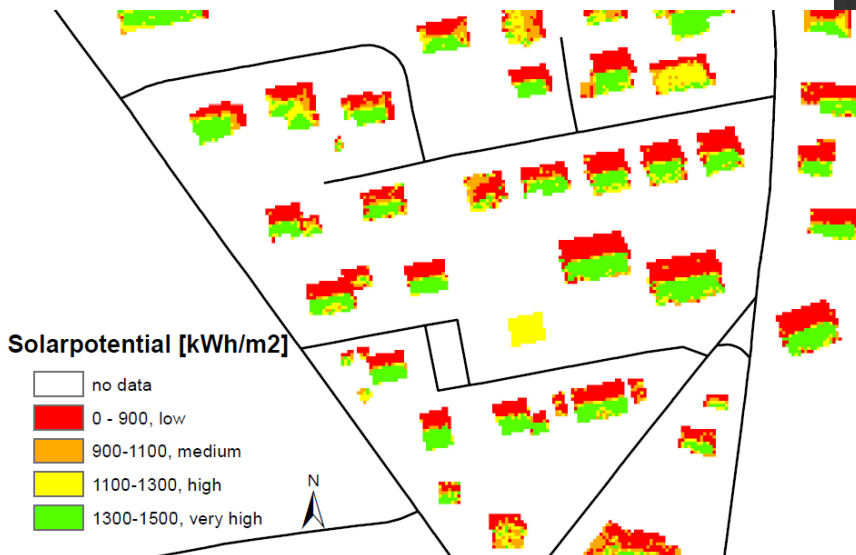 Solarpotential [kWh/m2]
no data
0 - 900, low
900-1100, medium
1100-1300, high
1300-1500, very high
N